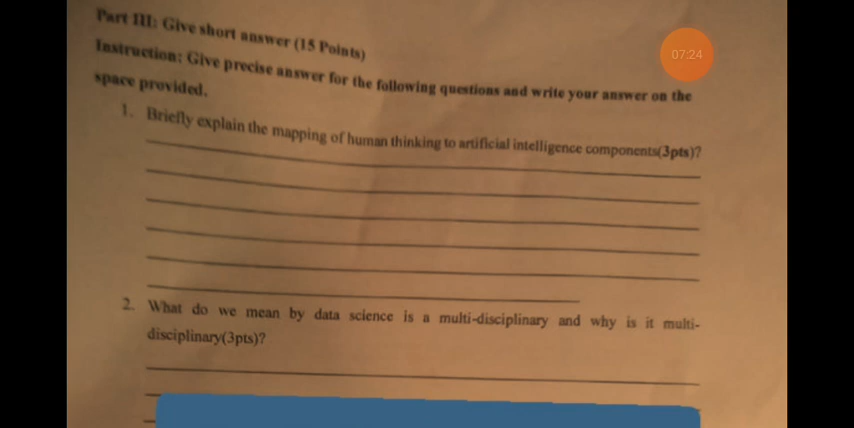 Part III: Give short answer (15 Points)
07:24
Instruction: Give precise answer for the following questions and write your answer on the
space provided.
1. Briefly explain the mapping of human thinking to artificial intelligence components(3pts)?
2. What do we mean by data science is a multi-disciplinary and why is it multi-
disciplinary(3pts)?